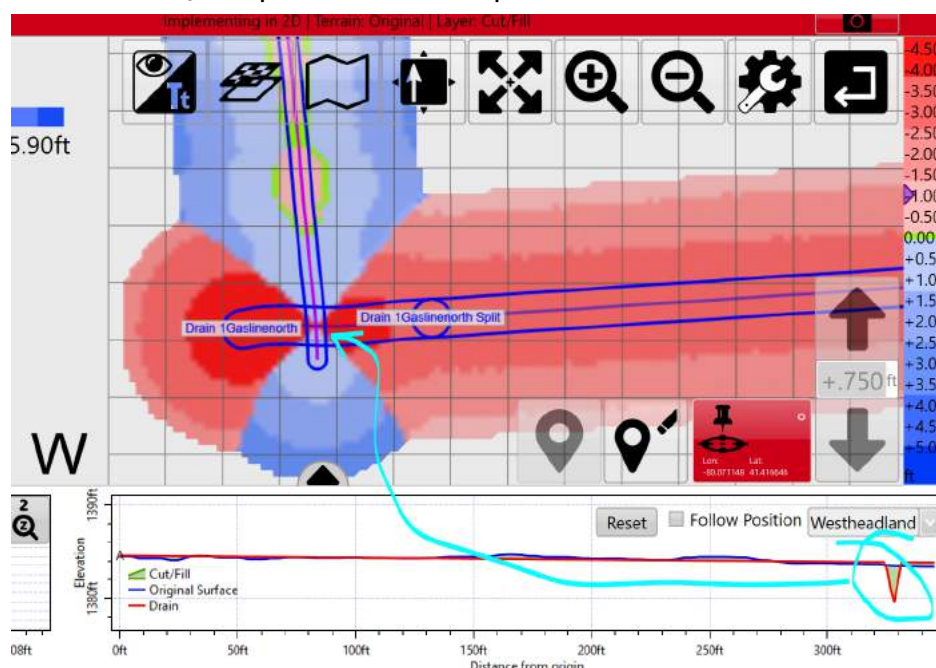 Implementing in 2D | Terrain: Original | Layer: Cut/Fill
Tt
5.90ft
-4.50
-4.00
-3.50
-3.00
-2.50
-2.00
-1.50
-1.00
-0.50
0.00
+0.5
+1.0
+1.5
+2.0
+2.5
+3.0
+3.5
+4.0
+4.5
+5.0
ft
Drain 1Gaslinenorth
Drain 1Gaslinenorth Split
+.750 ft
W
Lon: Lat:
-80.071148 41.416646
2
Z
Reset Follow Position Westheadland
Elevation
1390ft
1380ft
A
Cut/Fill
Original Surface
Drain
08ft
0ft 50ft 100ft 150ft 200ft 250ft 300ft
Distance from origin